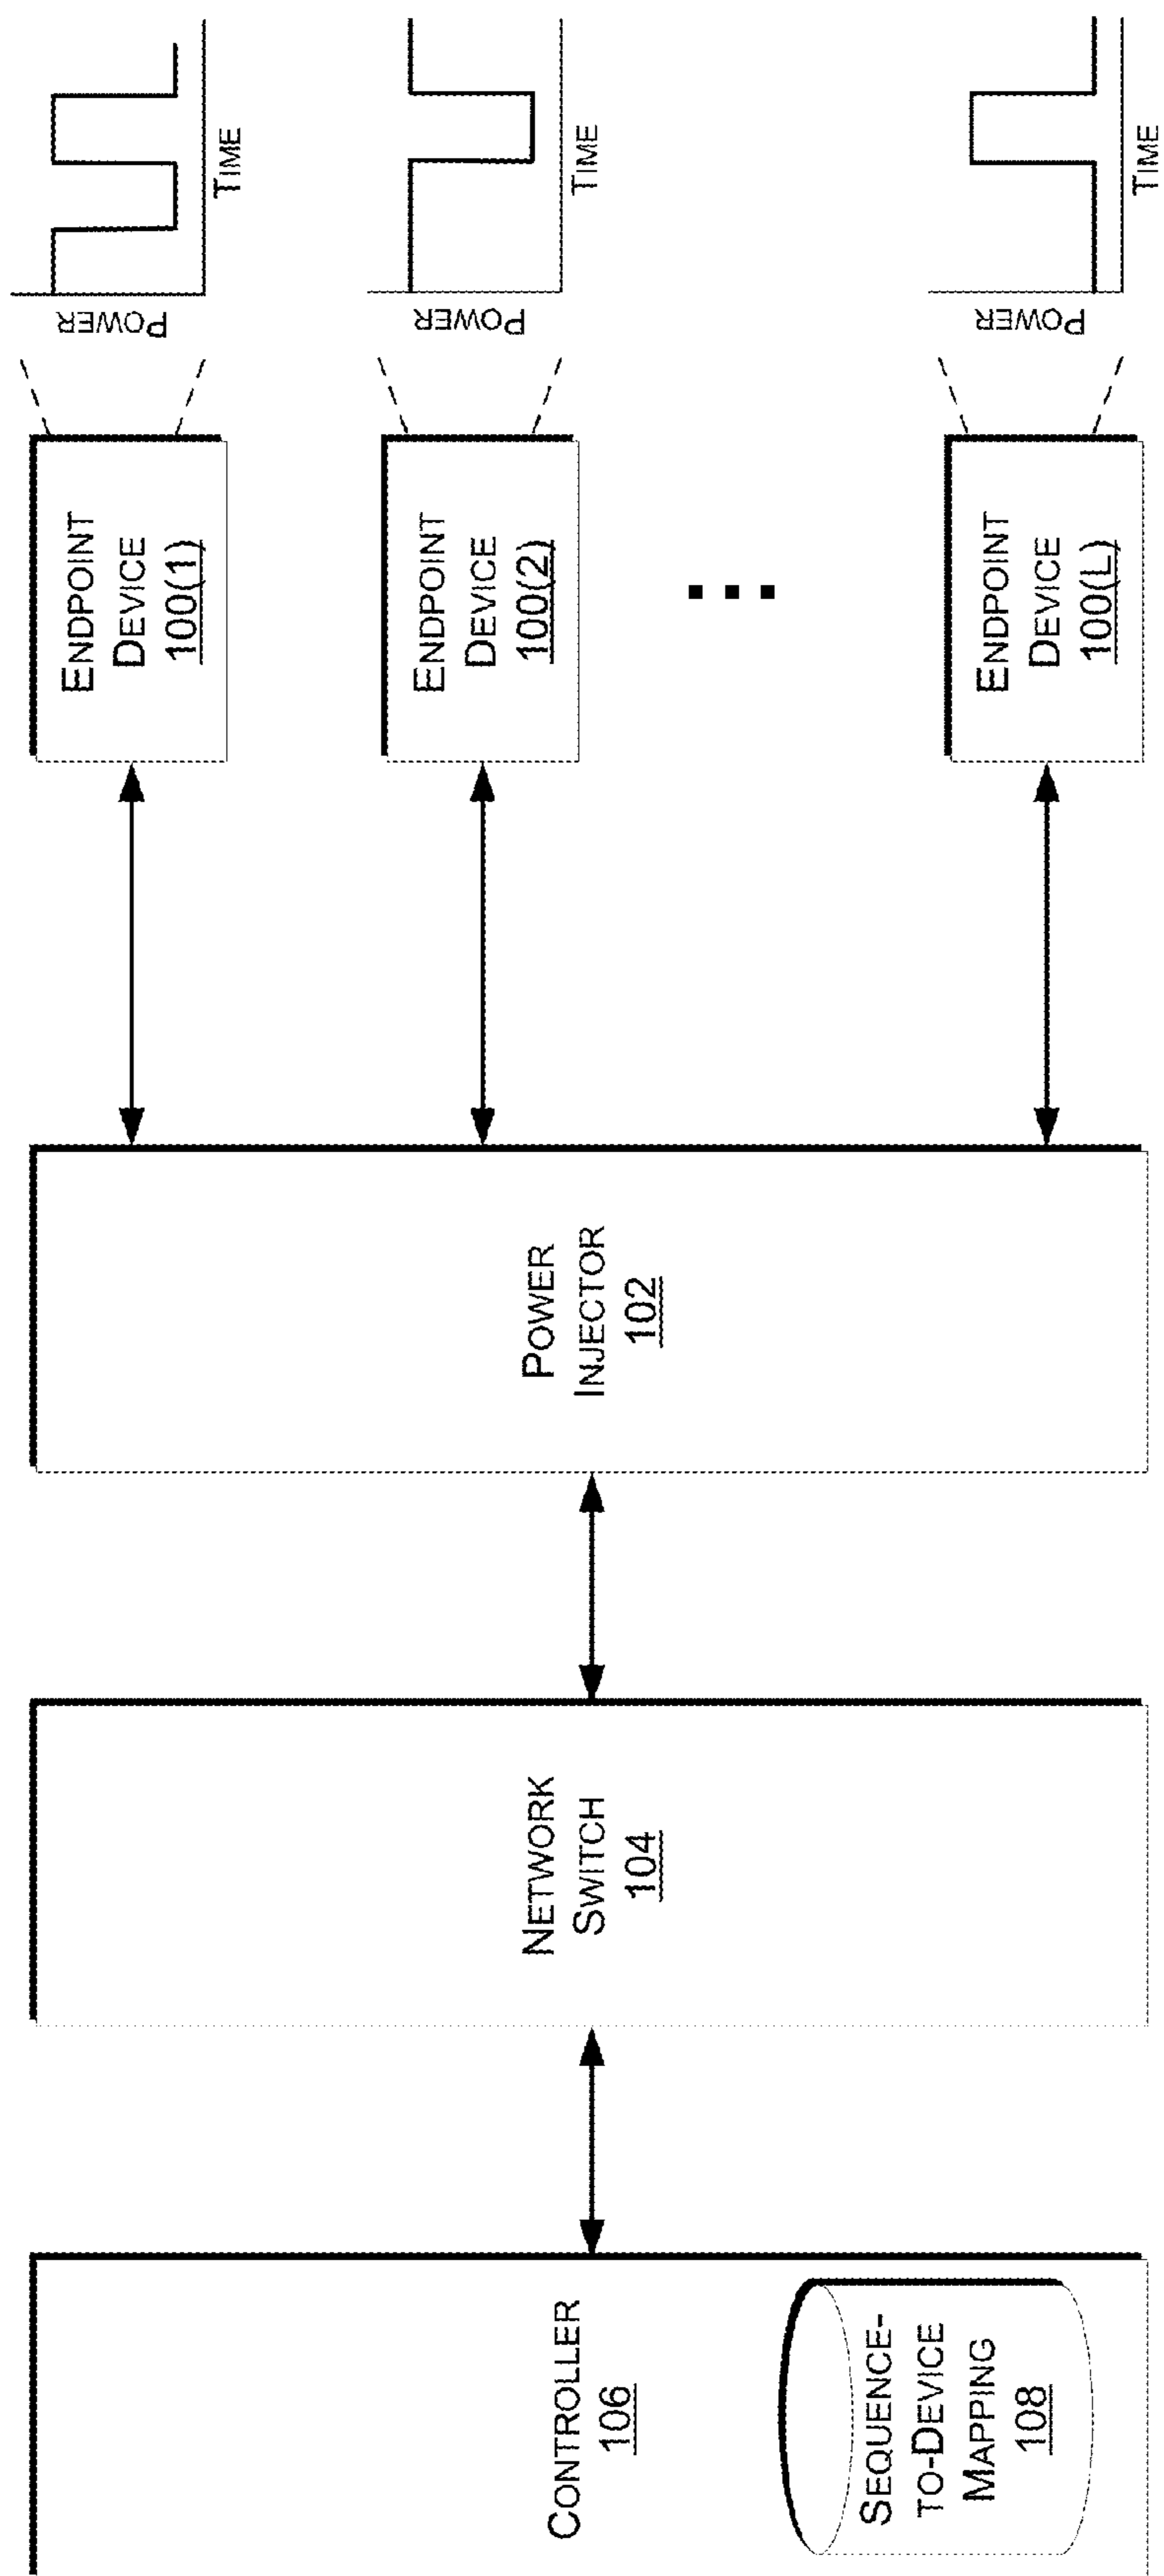 CONTROLLER
106
SEQUENCE-
TO-DEVICE
MAPPING
108
NETWORK
SWITCH
104
POWER
INJECTOR
102
ENDPOINT
DEVICE
100(1)
POWER
TIME
ENDPOINT
DEVICE
100(2)
POWER
TIME
ENDPOINT
DEVICE
100(L)
POWER
TIME